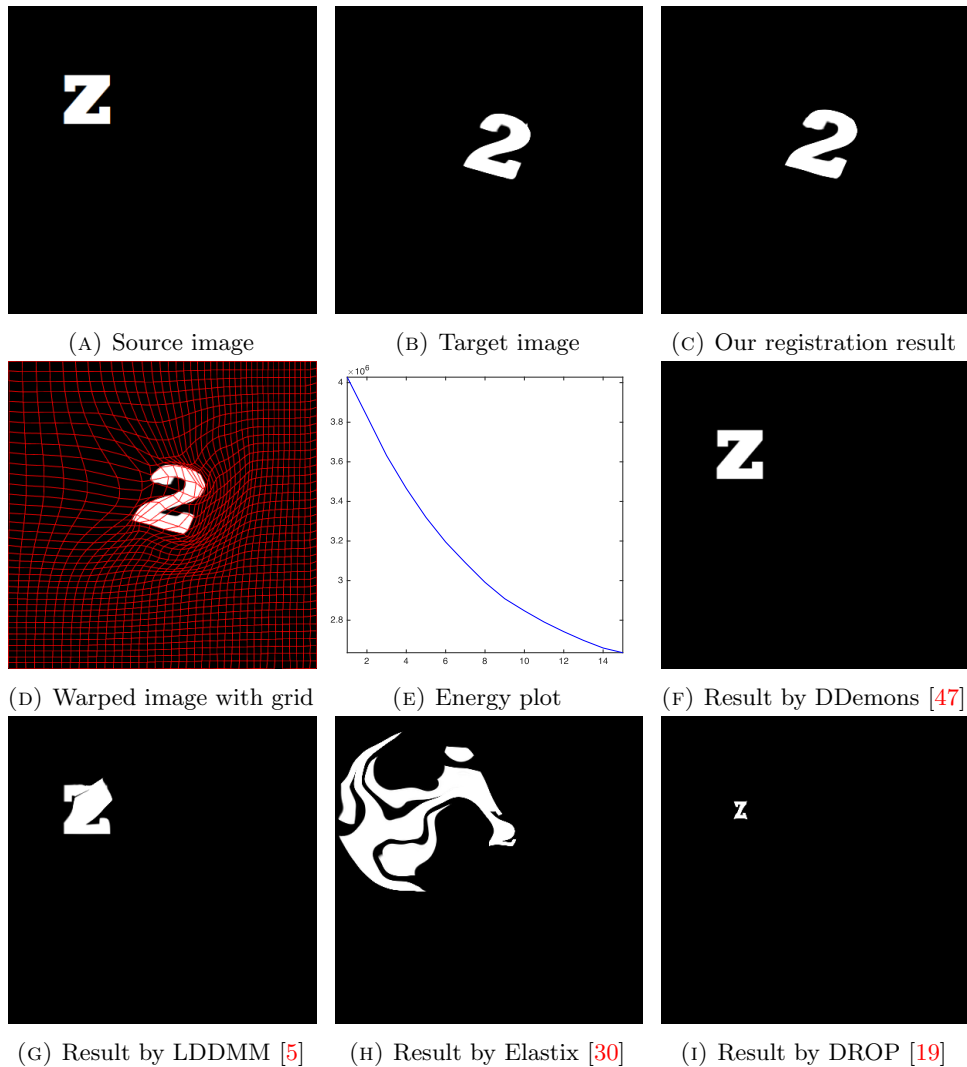 Z
2
2
(A) Source image
(B) Target image
(C) Our registration result
2
×10⁶
4
3.8
3.6
3.4
3.2
3
2.8
2 4 6 8 10 12 14
Z
(D) Warped image with grid
(E) Energy plot
(F) Result by DDemons [47]
Z
Z
(G) Result by LDDMM [5]
(H) Result by Elastix [30]
(I) Result by DROP [19]